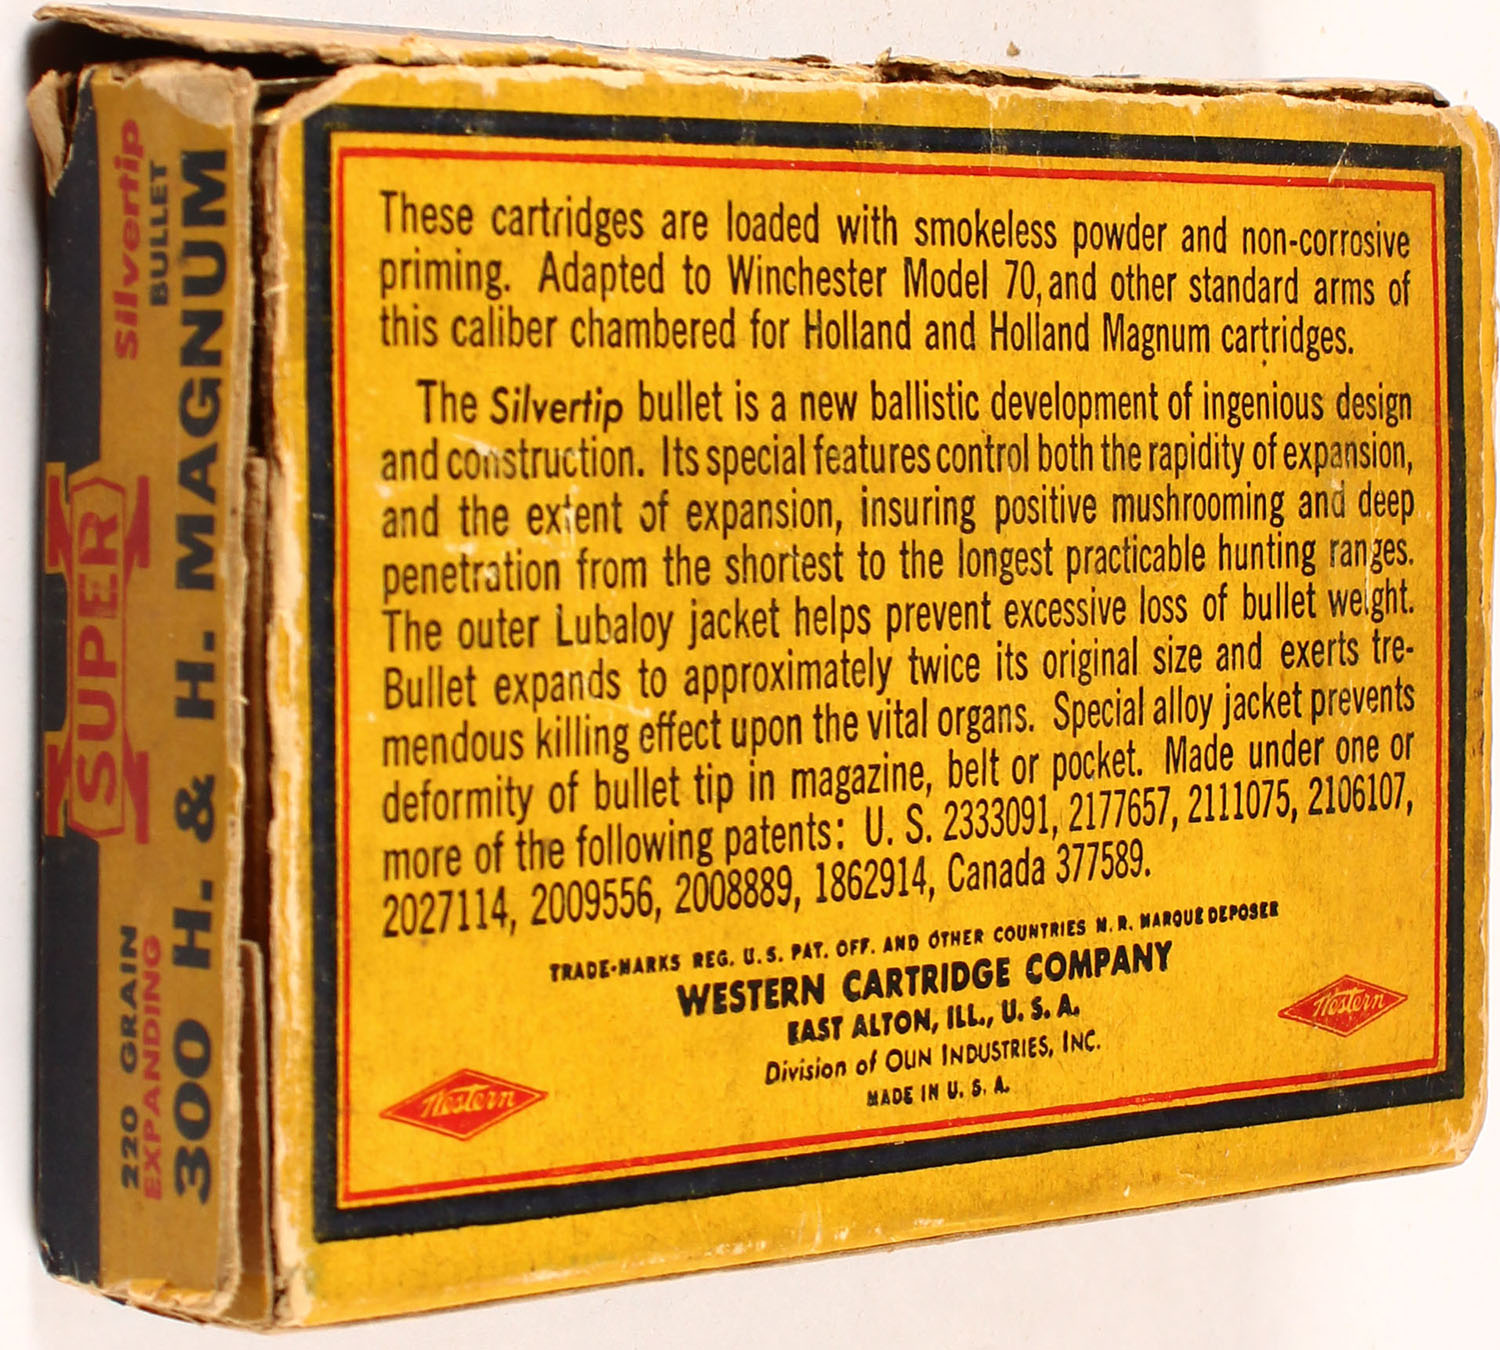 These cartridges are loaded with smokeless powder and non-corrosive
priming. Adapted to Winchester Model 70, and other standard arms of
this caliber chambered for Holland and Holland Magnum cartridges.
The Silvertip bullet is a new ballistic development of ingenious design
and construction. Its special features control both the rapidity of expansion,
and the extent of expansion, insuring positive mushrooming and deep
penetration from the shortest to the longest practicable hunting ranges.
The outer Lubaloy jacket helps prevent excessive loss of bullet weight.
Bullet expands to approximately twice its original size and exerts tre-
mendous killing effect upon the vital organs. Special alloy jacket prevents
deformity of bullet tip in magazine, belt or pocket. Made under one or
more of the following patents: U. S. 2333091, 2177657, 2111075, 2106107,
2027114, 2009556, 2008889, 1862914, Canada 377589.
TRADE-MARKS REG. U. S. PAT. OFF. AND OTHER COUNTRIES M. R. MARQUE DEPOSEE
WESTERN CARTRIDGE COMPANY
EAST ALTON, ILL., U. S. A.
Division of OLIN INDUSTRIES, INC.
MADE IN U. S. A.
Western
Western
220 GRAIN
EXPANDING
SUPER X
Silvertip
BULLET
300 H. & H. MAGNUM